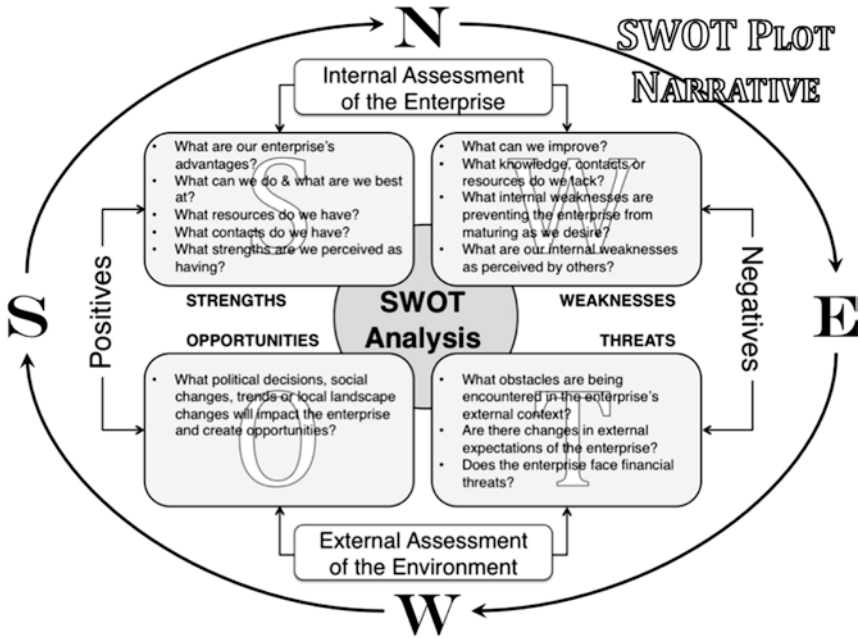 N
SWOT PLOT
NARRATIVE
Internal Assessment
of the Enterprise
S
• What are our enterprise's
advantages?
• What can we do & what are we best
at?
• What resources do we have?
• What contacts do we have?
• What strengths are we perceived as
having?
W
• What can we improve?
• What knowledge, contacts or
resources do we lack?
• What internal weaknesses are
preventing the enterprise from
maturing as we desire?
• What are our internal weaknesses
as perceived by others?
Positives
Negatives
STRENGTHS
WEAKNESSES
S
SWOT
Analysis
E
OPPORTUNITIES
THREATS
O
• What political decisions, social
changes, trends or local landscape
changes will impact the enterprise
and create opportunities?
T
• What obstacles are being
encountered in the enterprise's
external context?
• Are there changes in external
expectations of the enterprise?
• Does the enterprise face financial
threats?
External Assessment
of the Environment
W